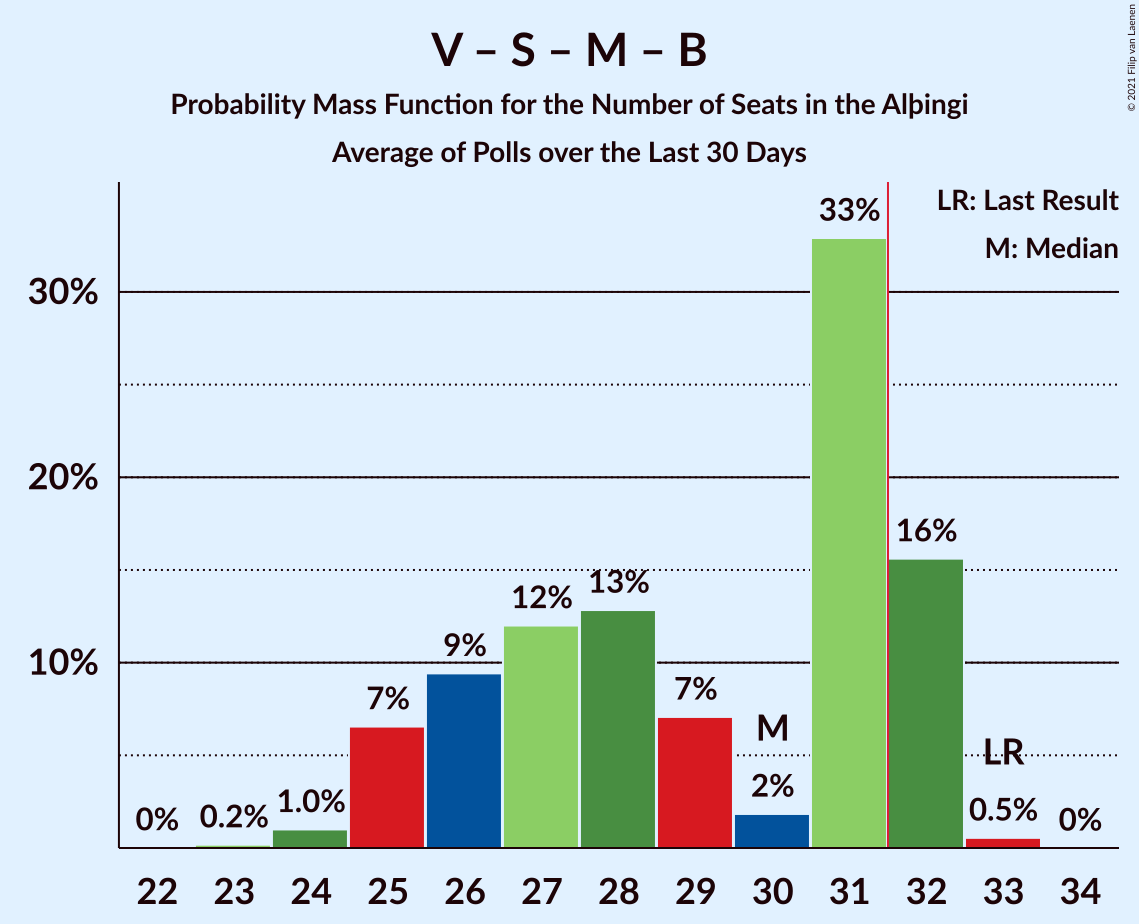 V – S – M – B
Probability Mass Function for the Number of Seats in the Alþingi
Average of Polls over the Last 30 Days
© 2021 Filip van Laenen
LR: Last Result
M: Median
33%
30%
20%
16%
13%
12%
10%
9%
7%
7%
M
LR
2%
1.0%
0.5%
0.2%
0%
0%
22 23 24 25 26 27 28 29 30 31 32 33 34